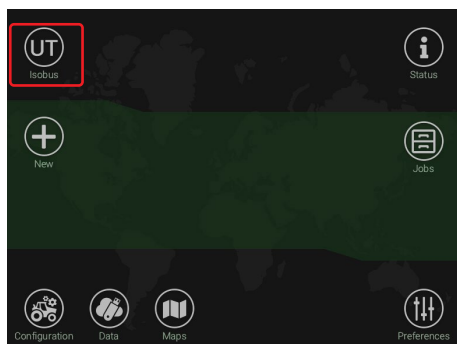 UT
Isobus
Status
New
Jobs
Configuration
Data
Maps
Preferences